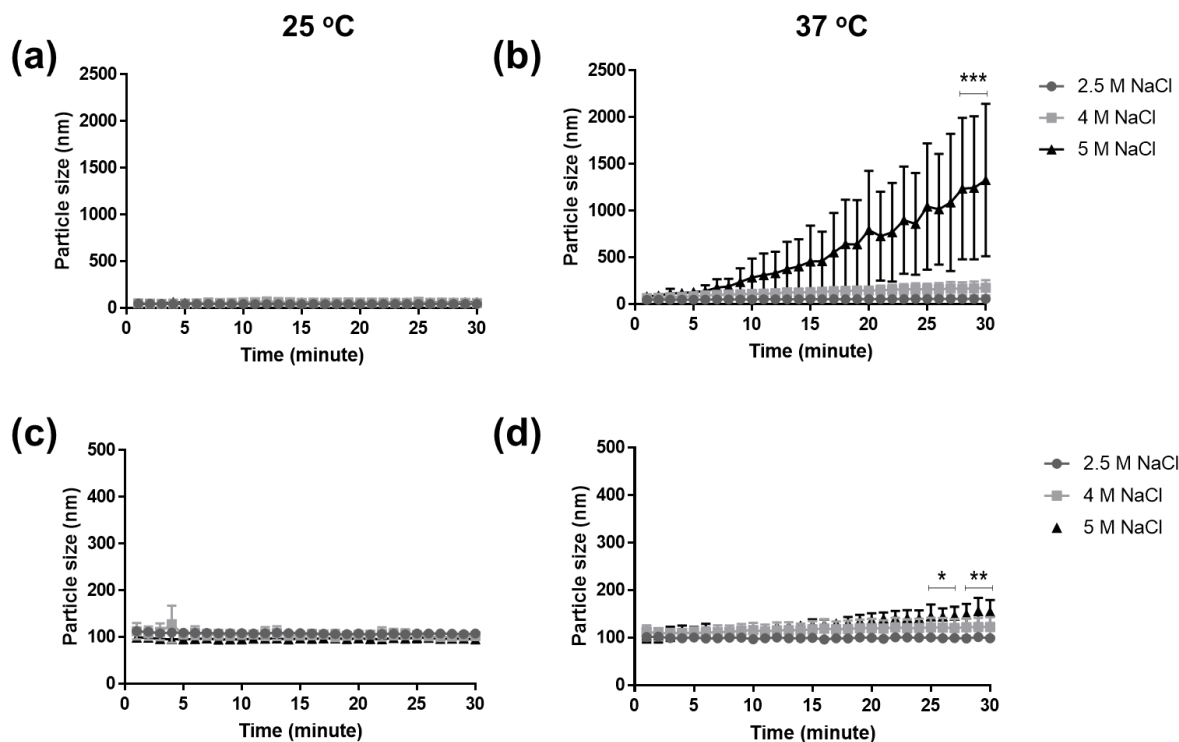 25 °C
37 °C
(a)
2500
2000
1500
1000
500
0
Particle size (nm)
0 5 10 15 20 25 30
Time (minute)
(b)
2500
2000
1500
1000
500
0
Particle size (nm)
0 5 10 15 20 25 30
Time (minute)
***
2.5 M NaCl
4 M NaCl
5 M NaCl
(c)
500
400
300
200
100
0
Particle size (nm)
0 5 10 15 20 25 30
Time (minute)
(d)
500
400
300
200
100
0
Particle size (nm)
0 5 10 15 20 25 30
Time (minute)
* **
2.5 M NaCl
4 M NaCl
5 M NaCl